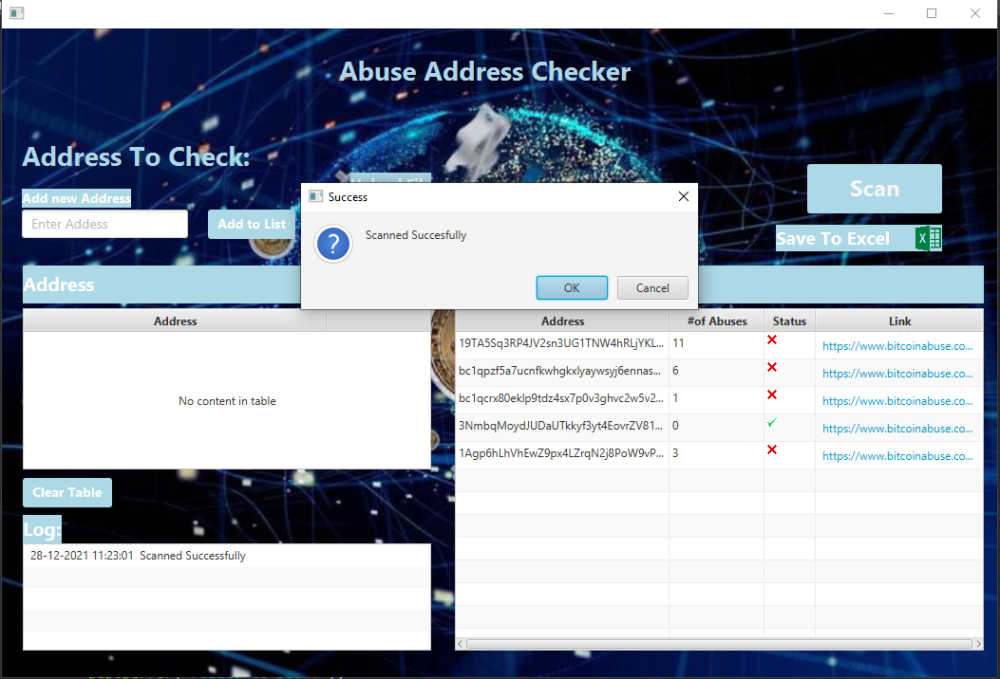 Abuse Address Checker
Address To Check:
Add new Address
Enter Addess
Add to List
Scan
Save To Excel
Success
?
Scanned Succesfully
OK
Cancel
Address
Address
No content in table
Clear Table
Log:
28-12-2021 11:23:01 Scanned Successfully
Address #of Abuses Status Link
19TA5Sq3RP4JV2sn3UG1TNW4hRLjYKL... 11 https://www.bitcoinabuse.co...
bc1qpzf5a7ucnfkwhgkxlyaywsyj6ennas... 6 https://www.bitcoinabuse.co...
bc1qcrx80eklp9tdz4sx7p0v3ghvc2w5v2... 1 https://www.bitcoinabuse.co...
3NmbqMoydJUDaUTkkyf3yt4EovrZV81... 0 https://www.bitcoinabuse.co...
1Agp6hLhVhEwZ9px4LZrqN2j8PoW9vP... 3 https://www.bitcoinabuse.co...